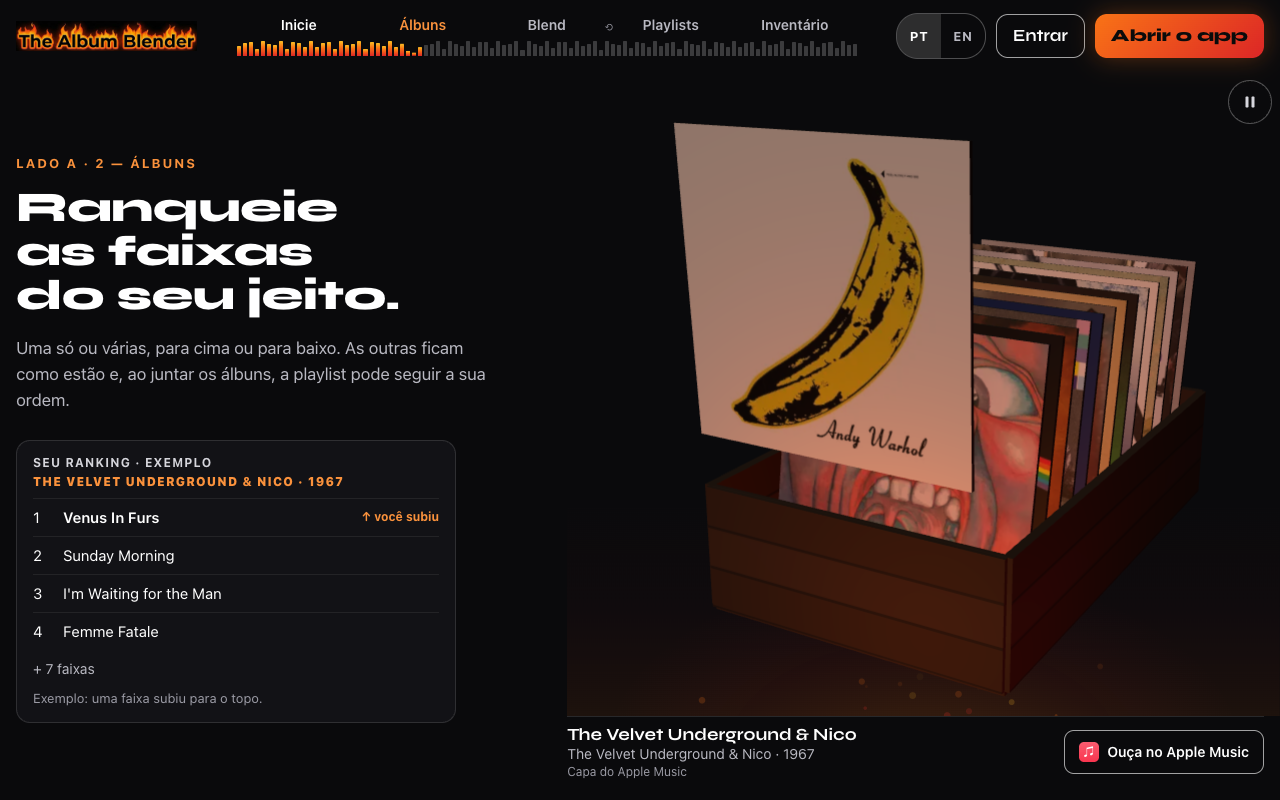 The Album Blender
Inicie
Álbuns
Blend
Playlists
Inventário
PT
EN
Entrar
Abrir o app
LADO A · 2 — ÁLBUNS
Ranqueie
as faixas
do seu jeito.
Uma só ou várias, para cima ou para baixo. As outras ficam
como estão e, ao juntar os álbuns, a playlist pode seguir a sua
ordem.
SEU RANKING · EXEMPLO
THE VELVET UNDERGROUND & NICO · 1967
1 Venus In Furs ↑ você subiu
2 Sunday Morning
3 I'm Waiting for the Man
4 Femme Fatale
+ 7 faixas
Exemplo: uma faixa subiu para o topo.
Andy Warhol
The Velvet Underground & Nico
The Velvet Underground & Nico · 1967
Capa do Apple Music
Ouça no Apple Music